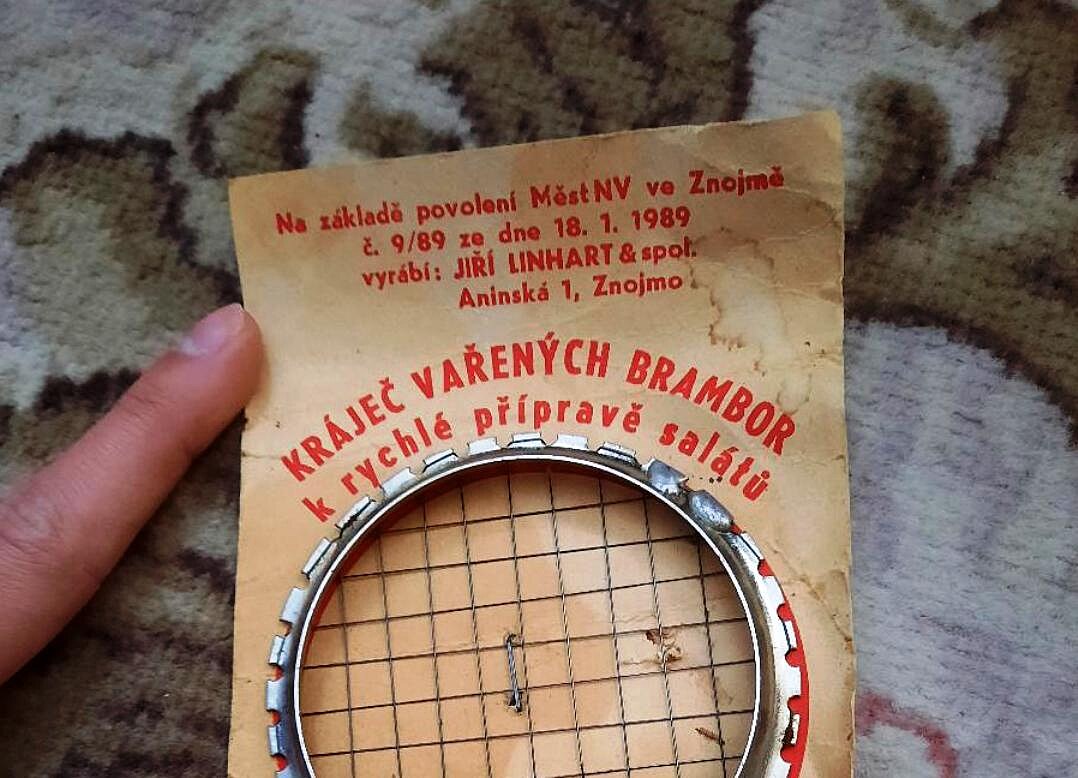 Na základě povolení MěstNV ve Znojmě
č. 9/89 ze dne 18. 1. 1989
vyrábí: JIŘÍ LINHART & spol.
Aninská 1, Znojmo
KRÁJEČ VAŘENÝCH BRAMBOR
k rychlé přípravě salátů